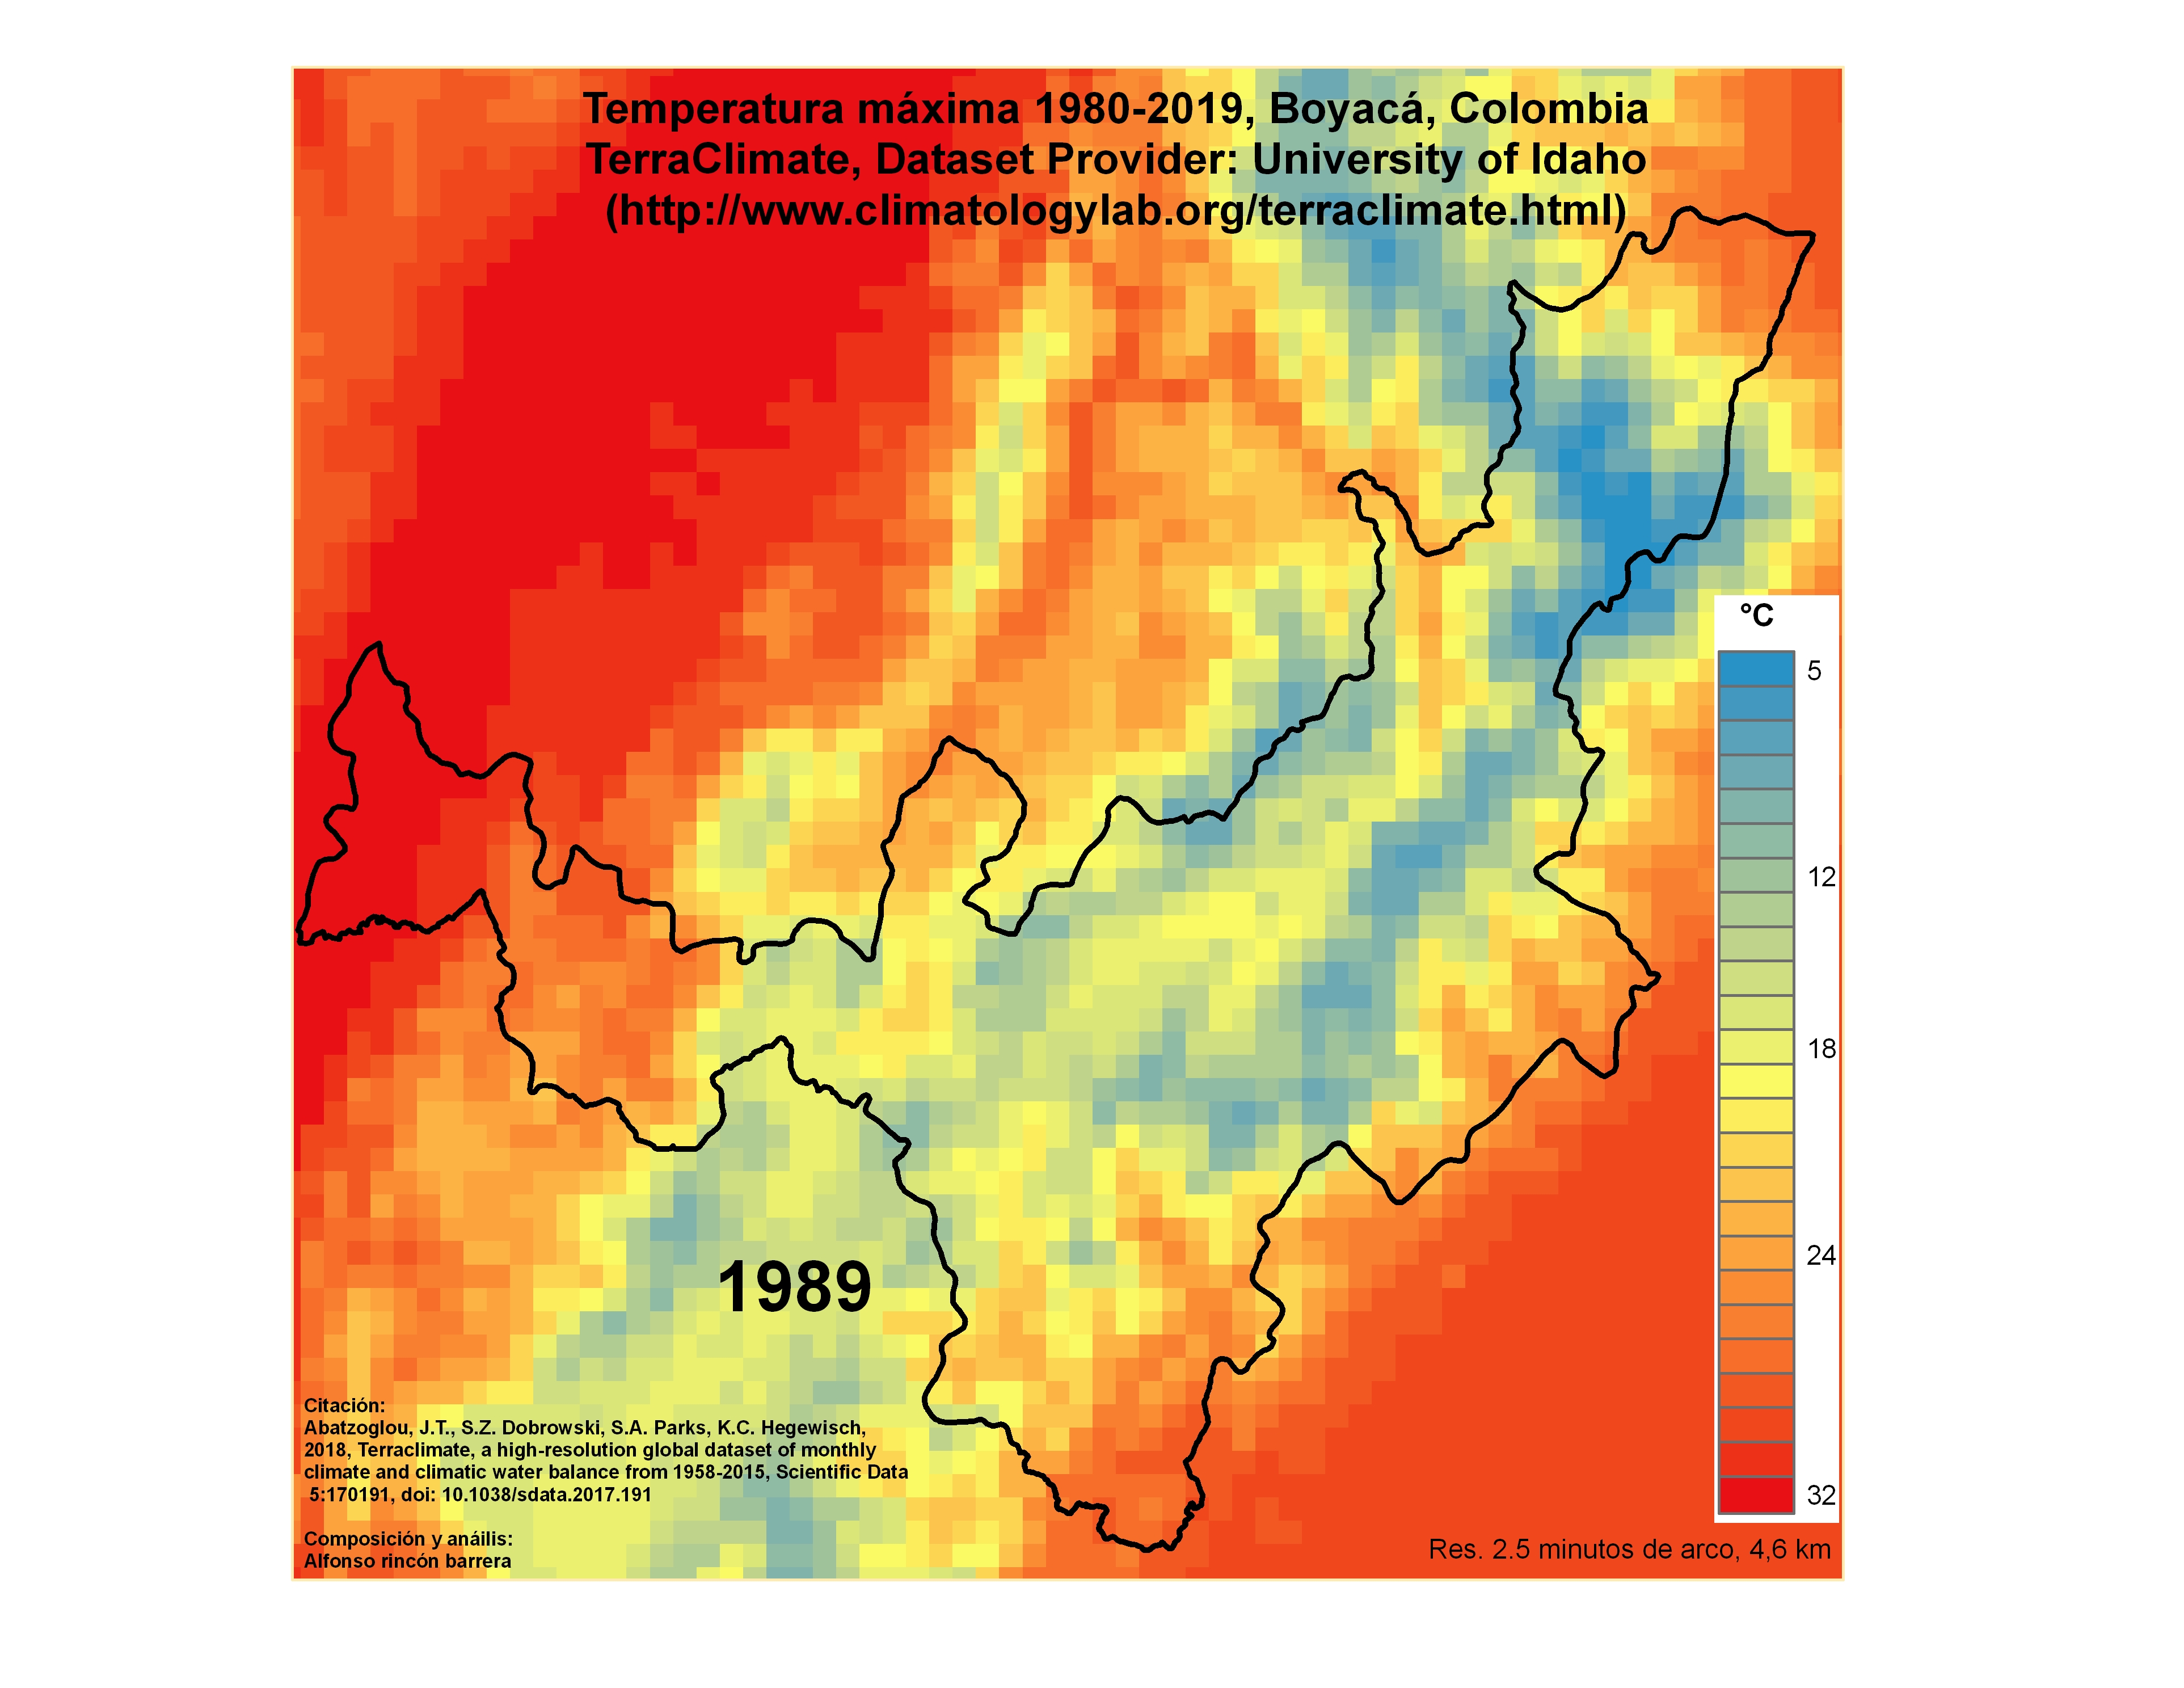 Temperatura máxima 1980-2019, Boyacá, Colombia
TerraClimate, Dataset Provider: University of Idaho
(http://www.climatologylab.org/terraclimate.html)
°C
5
12
18
24
32
1989
Citación:
Abatzoglou, J.T., S.Z. Dobrowski, S.A. Parks, K.C. Hegewisch,
2018, Terraclimate, a high-resolution global dataset of monthly
climate and climatic water balance from 1958-2015, Scientific Data
5:170191, doi: 10.1038/sdata.2017.191
Composición y anáilis:
Alfonso rincón barrera
Res. 2.5 minutos de arco, 4,6 km